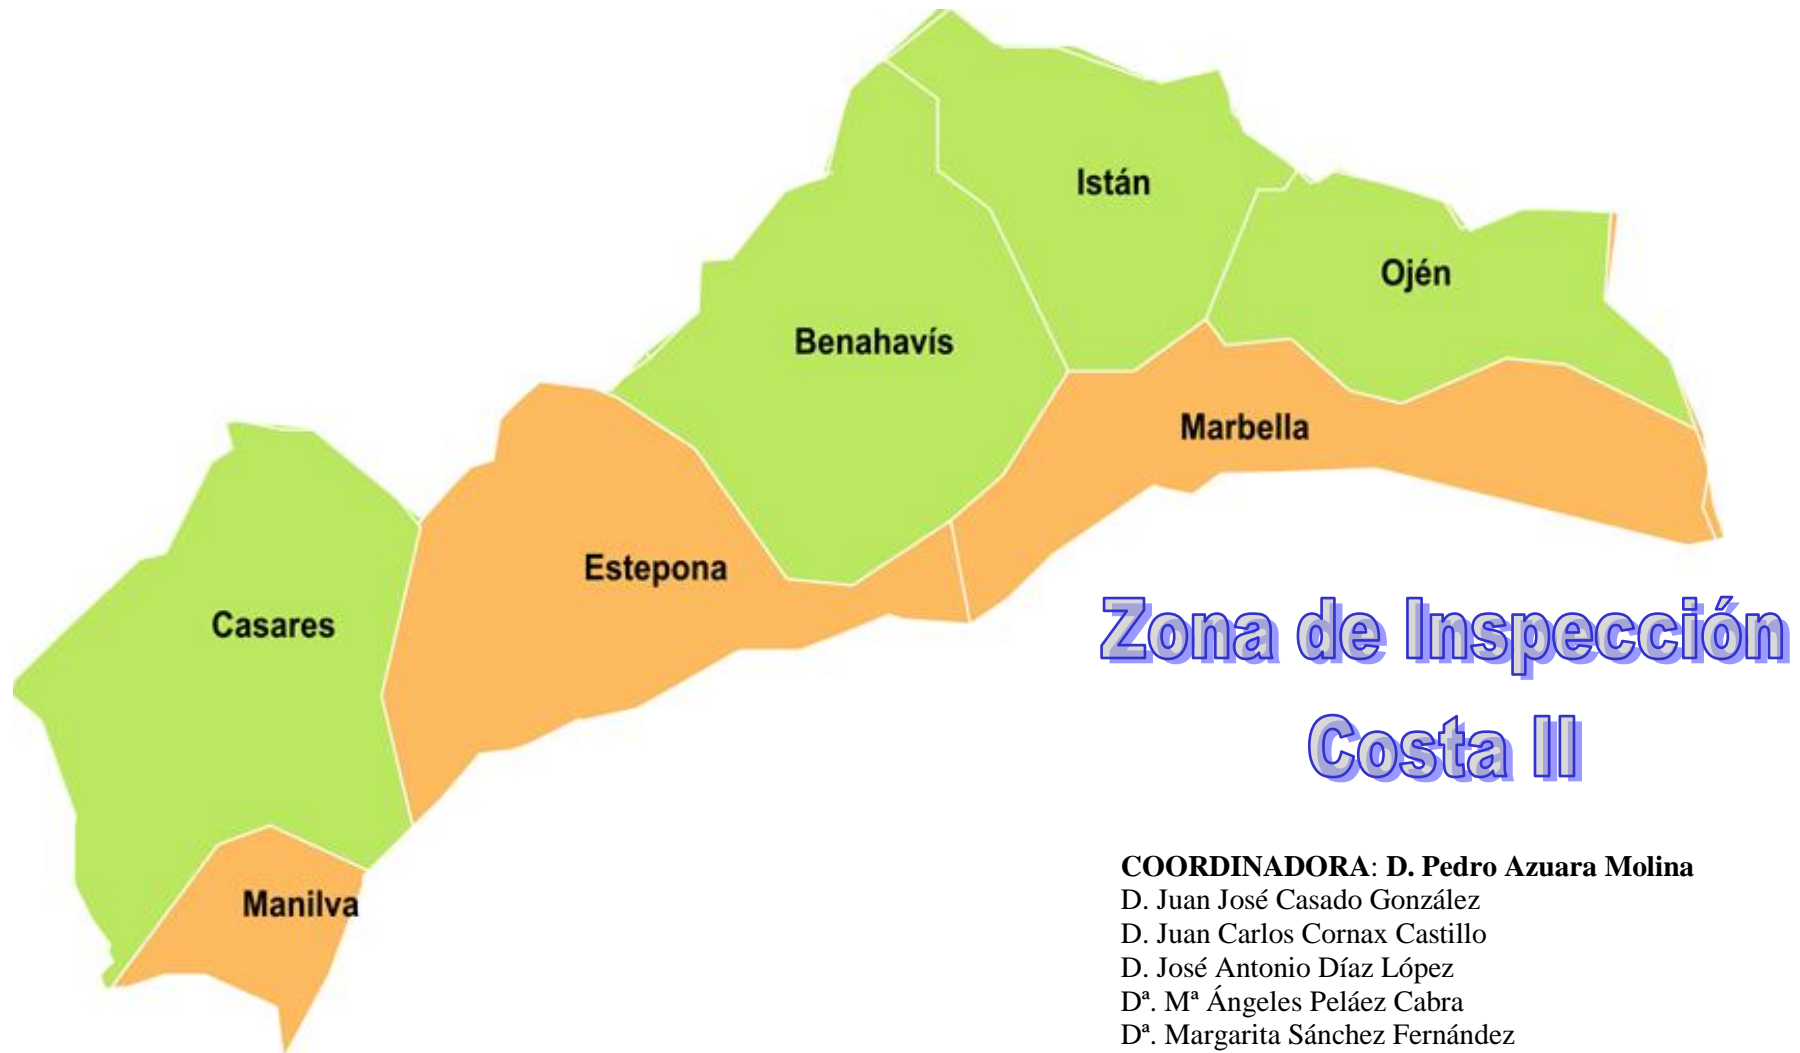 Istán
Ojén
Benahavís
Marbella
Estepona
Casares
Manilva
Zona de Inspección
Costa II
COORDINADORA: D. Pedro Azuara Molina
D. Juan José Casado González
D. Juan Carlos Cornax Castillo
D. José Antonio Díaz López
Dª. Mª Ángeles Peláez Cabra
Dª. Margarita Sánchez Fernández